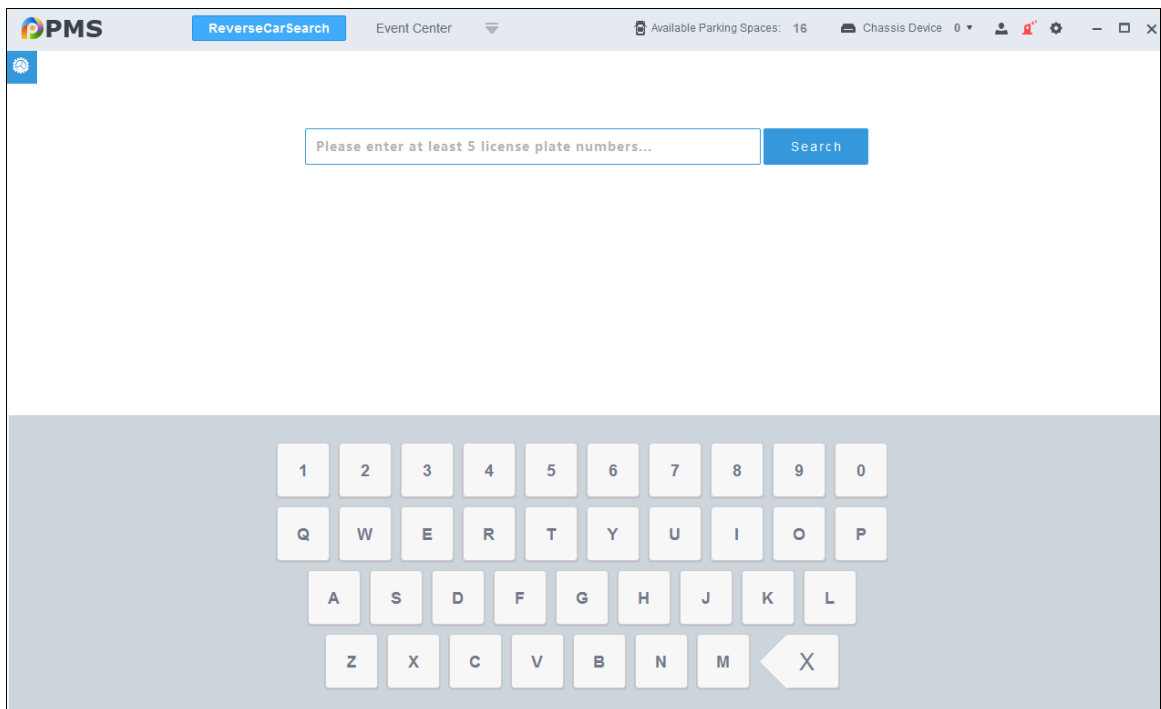 PMS ReverseCarSearch Event Center Available Parking Spaces: 16 Chassis Device 0
Please enter at least 5 license plate numbers... Search
1 2 3 4 5 6 7 8 9 0
Q W E R T Y U I O P
A S D F G H J K L
Z X C V B N M X